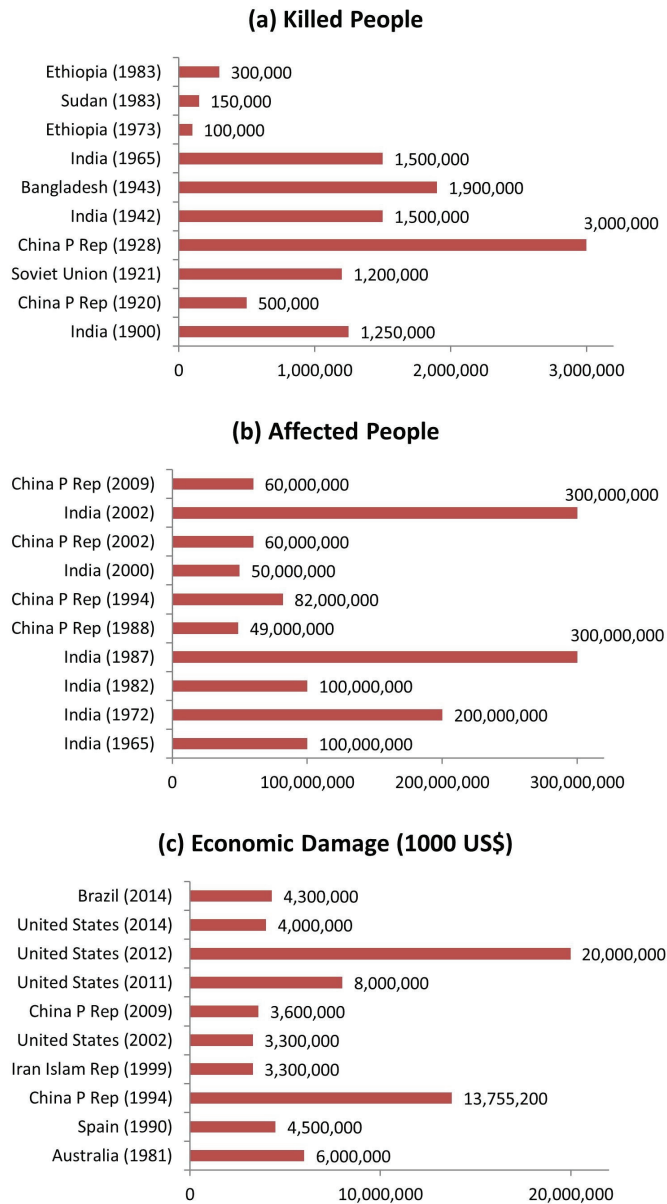 (a) Killed People
Ethiopia (1983) 300,000
Sudan (1983) 150,000
Ethiopia (1973) 100,000
India (1965) 1,500,000
Bangladesh (1943) 1,900,000
India (1942) 1,500,000
China P Rep (1928) 3,000,000
Soviet Union (1921) 1,200,000
China P Rep (1920) 500,000
India (1900) 1,250,000
0 1,000,000 2,000,000 3,000,000
(b) Affected People
China P Rep (2009) 60,000,000
India (2002) 300,000,000
China P Rep (2002) 60,000,000
India (2000) 50,000,000
China P Rep (1994) 82,000,000
China P Rep (1988) 49,000,000
India (1987) 300,000,000
India (1982) 100,000,000
India (1972) 200,000,000
India (1965) 100,000,000
0 100,000,000 200,000,000 300,000,000
(c) Economic Damage (1000 US$)
Brazil (2014) 4,300,000
United States (2014) 4,000,000
United States (2012) 20,000,000
United States (2011) 8,000,000
China P Rep (2009) 3,600,000
United States (2002) 3,300,000
Iran Islam Rep (1999) 3,300,000
China P Rep (1994) 13,755,200
Spain (1990) 4,500,000
Australia (1981) 6,000,000
0 10,000,000 20,000,000